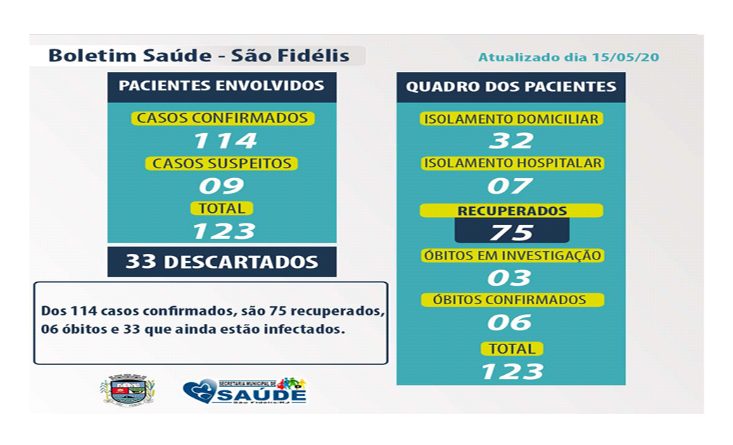 Boletim Saúde - São Fidélis
Atualizado dia 15/05/20
PACIENTES ENVOLVIDOS
CASOS CONFIRMADOS
114
CASOS SUSPEITOS
09
TOTAL
123
33 DESCARTADOS
Dos 114 casos confirmados, são 75 recuperados,
06 óbitos e 33 que ainda estão infectados.
QUADRO DOS PACIENTES
ISOLAMENTO DOMICILIAR
32
ISOLAMENTO HOSPITALAR
07
RECUPERADOS
75
ÓBITOS EM INVESTIGAÇÃO
03
ÓBITOS CONFIRMADOS
06
TOTAL
123
SECRETARIA MUNICIPAL DE
SAÚDE
São Fidélis-RJ